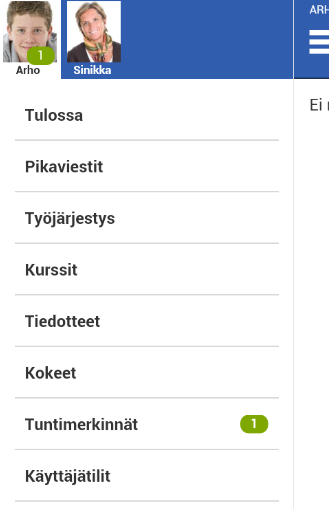 1
Arho
Sinikka
ARH
Ei
Tulossa
Pikaviestit
Työjärjestys
Kurssit
Tiedotteet
Kokeet
Tuntimerkinnät 1
Käyttäjätilit